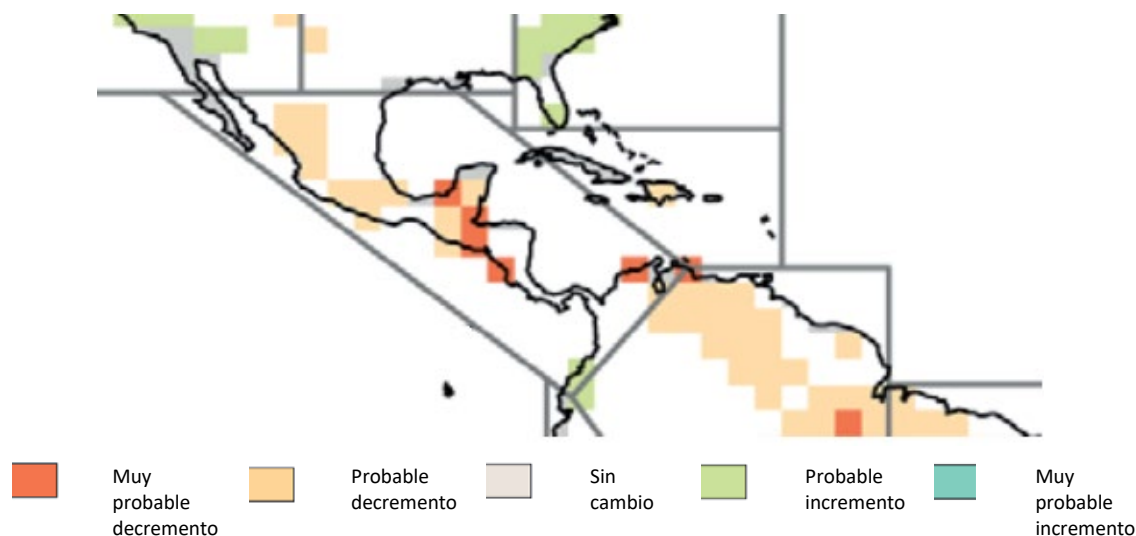 Muy
probable
decremento
Probable
decremento
Sin
cambio
Probable
incremento
Muy
probable
incremento